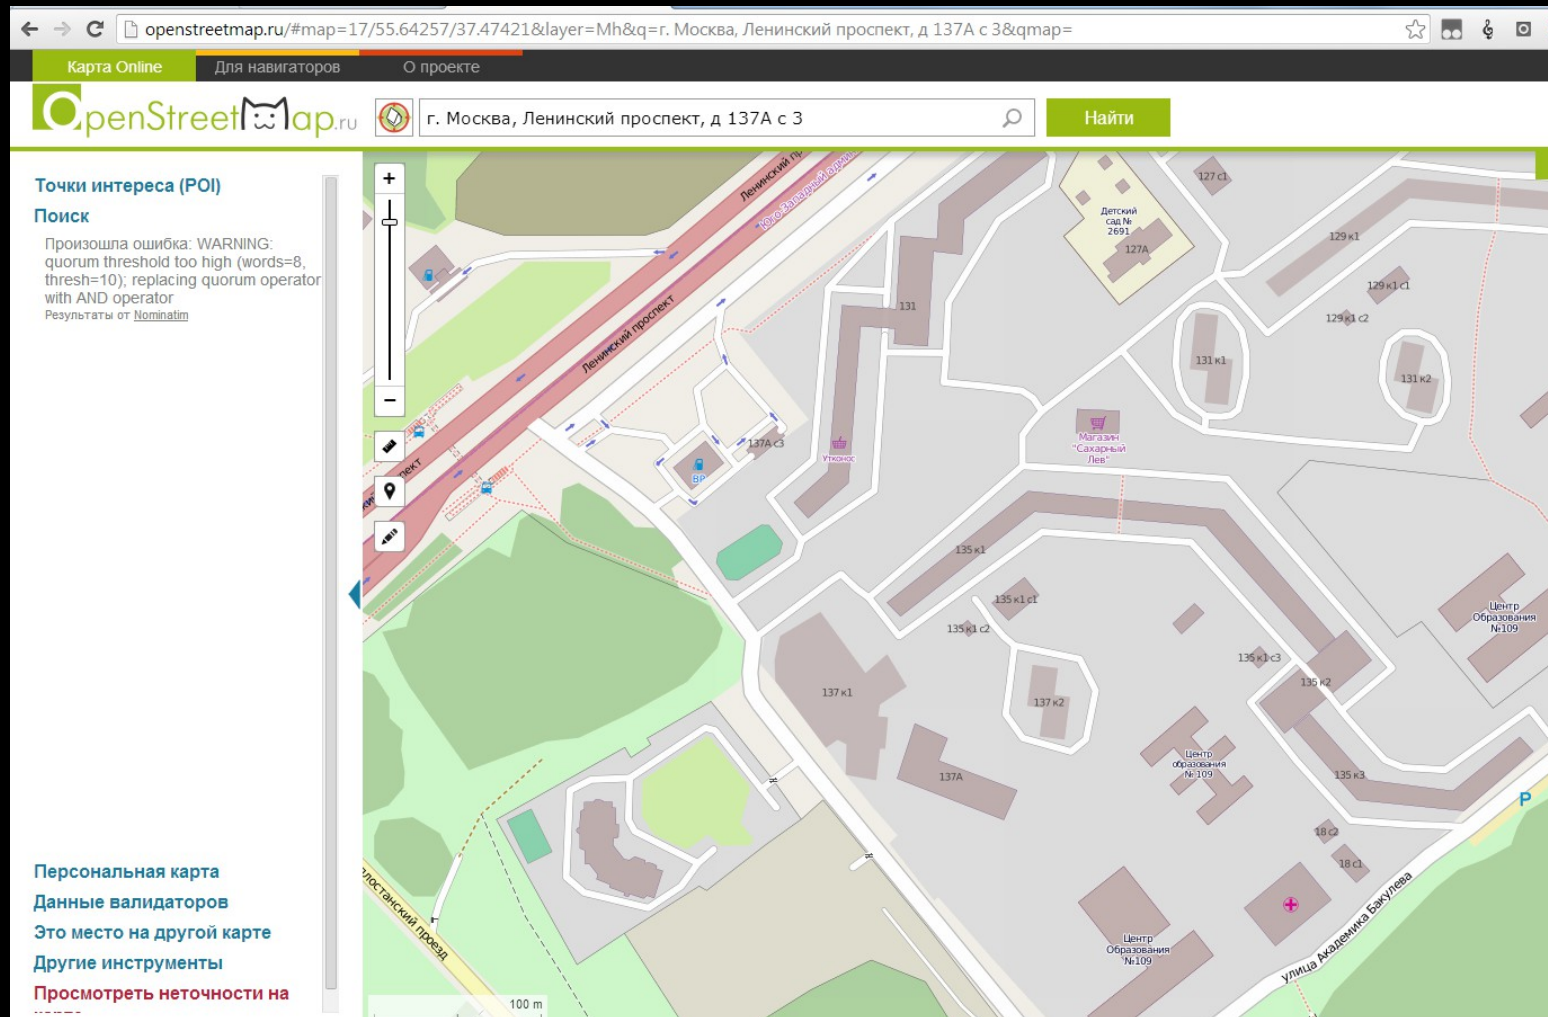 openstreetmap.ru/#map=17/55.64257/37.47421&layer=Mh&q=г. Москва, Ленинский проспект, д 137А с 3&qmap=
Карта Online
Для навигаторов
О проекте
OpenStreetMap.ru
г. Москва, Ленинский проспект, д 137А с 3
Найти
Точки интереса (POI)
Поиск
Произошла ошибка: WARNING:
quorum threshold too high (words=8,
thresh=10); replacing quorum operator
with AND operator
Результаты от Nominatim
Персональная карта
Данные валидаторов
Это место на другой карте
Другие инструменты
Просмотреть неточности на
+
−
Ленинский пр
"Юго-Западный адми
Ленинский проспект
спект
127 с1
Детский
сад №
2691
127А
129 к1
129 к1 с1
129 к1 с2
131
131 к1
131 к2
Магазин
"Сахарный
Лев"
137А с3
BP
Утконос
135 к1
135 к1 с1
135 к1 с2
Центр
Образования
№109
135 к1 с3
135 к2
137 к1
137 к2
137А
Центр
образования
№ 109
135 к3
P
18 с2
18 с1
Центр
Образования
№109
улица Академика Бакулева
лостанский проезд
100 m